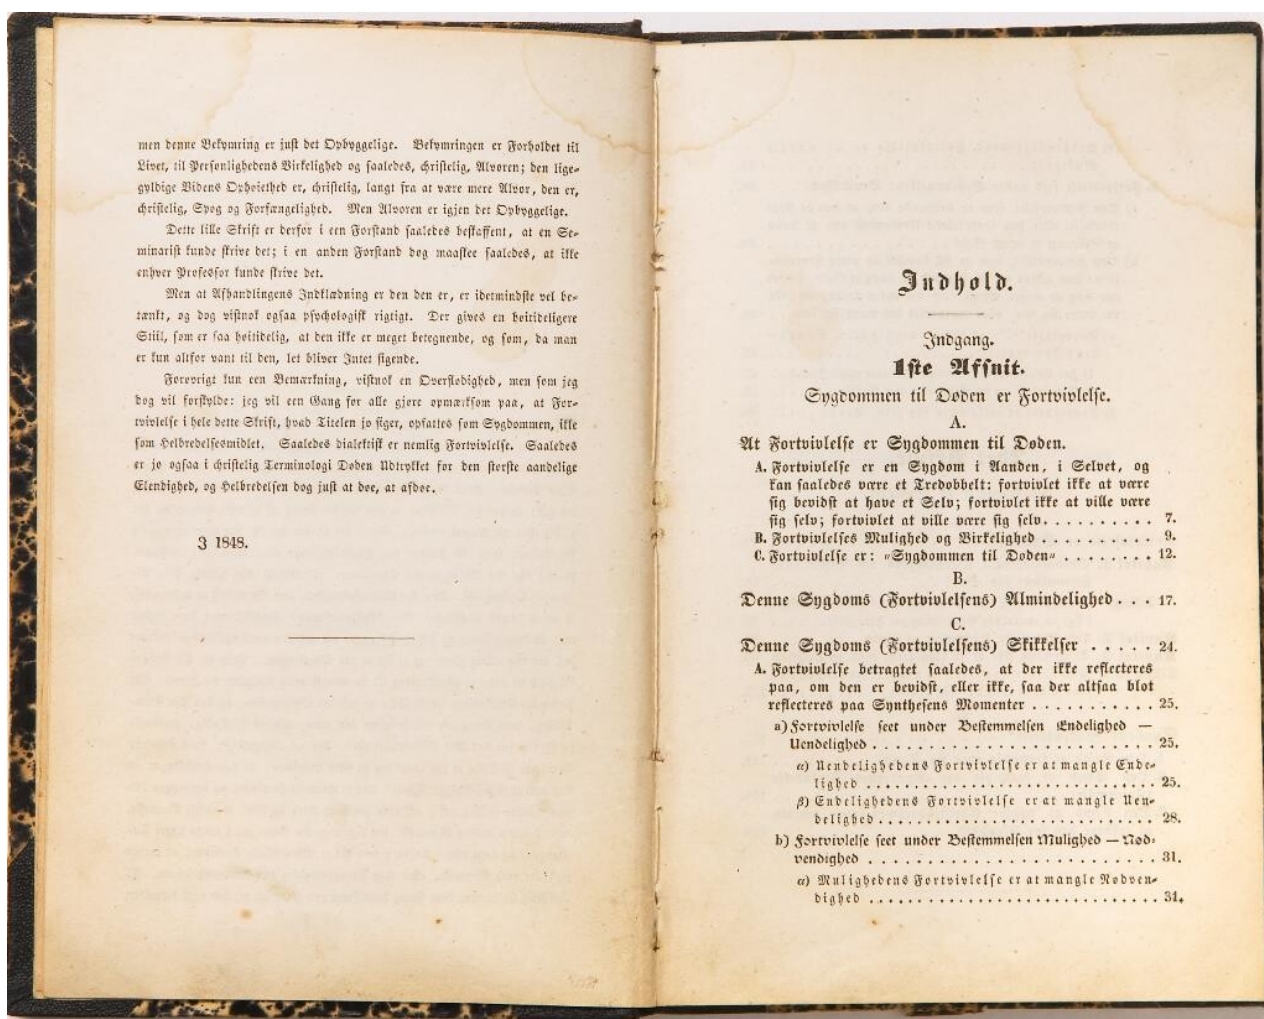 men denne Bekymring er just det Opbyggelige. Bekymringen er Forholdet til
Livet, til Personlighedens Virkelighed og saaledes, christelig, Alvoren; den lige-
gyldige Videns Ophøiethed er, christelig, langt fra at være mere Alvor, den er,
christelig, Spøg og Forfængelighed. Men Alvoren er igjen det Opbyggelige.
Dette lille Skrift er derfor i een Forstand saaledes beskaffent, at en Se-
minarist kunde skrive det; i en anden Forstand dog maaskee saaledes, at ikke
enhver Professor kunde skrive det.
Men at Afhandlingens Indklædning er den den er, er idetmindste vel be-
tænkt, og dog vistnok ogsaa psychologisk rigtigt. Der gives en høitideligere
Stiil, som er saa høitidelig, at den ikke er meget betegnende, og som, da man
er kun altfor vant til den, let bliver Intet sigende.
Forøvrigt kun een Bemærkning, vistnok en Overflødighed, men som jeg
dog vil forskylde: jeg vil een Gang for alle gjøre opmærksom paa, at For-
tvivlelse i hele dette Skrift, hvad Titelen jo siger, opfattes som Sygdommen, ikke
som Helbredelsesmidlet. Saaledes dialektisk er nemlig Fortvivlelse. Saaledes
er jo ogsaa i christelig Terminologi Døden Udtrykket for den største aandelige
Elendighed, og Helbredelsen dog just at døe, at afdøe.
I 1848.
Indhold.
Indgang.
1ste Afsnit.
Sygdommen til Døden er Fortvivlelse.
A.
At Fortvivlelse er Sygdommen til Døden.
A. Fortvivlelse er en Sygdom i Aanden, i Selvet, og
kan saaledes være et Tredobbelt: fortvivlet ikke at være
sig bevidst at have et Selv; fortvivlet ikke at ville være
sig selv; fortvivlet at ville være sig selv. . . . . . . . . . 7.
B. Fortvivlelses Mulighed og Virkelighed . . . . . . . . . . 9.
C. Fortvivlelse er: „Sygdommen til Døden“ . . . . . . . . 12.
B.
Denne Sygdoms (Fortvivlelsens) Almindelighed . . . 17.
C.
Denne Sygdoms (Fortvivlelsens) Skikkelser . . . . . 24.
A. Fortvivlelse betragtet saaledes, at der ikke reflecteres
paa, om den er bevidst, eller ikke, saa der altsaa blot
reflecteres paa Synthesens Momenter . . . . . . . . . . . 25.
a) Fortvivlelse seet under Bestemmelsen Endelighed —
Uendelighed . . . . . . . . . . . . . . . . . . . . . . . . . 25.
α) Uendelighedens Fortvivlelse er at mangle Ende-
lighed . . . . . . . . . . . . . . . . . . . . . . . . . . . . 25.
β) Endelighedens Fortvivlelse er at mangle Uen-
delighed . . . . . . . . . . . . . . . . . . . . . . . . . . . 28.
b) Fortvivlelse seet under Bestemmelsen Mulighed — Nød-
vendighed . . . . . . . . . . . . . . . . . . . . . . . . . 31.
α) Mulighedens Fortvivlelse er at mangle Nødven-
dighed . . . . . . . . . . . . . . . . . . . . . . . . . . . . 31.